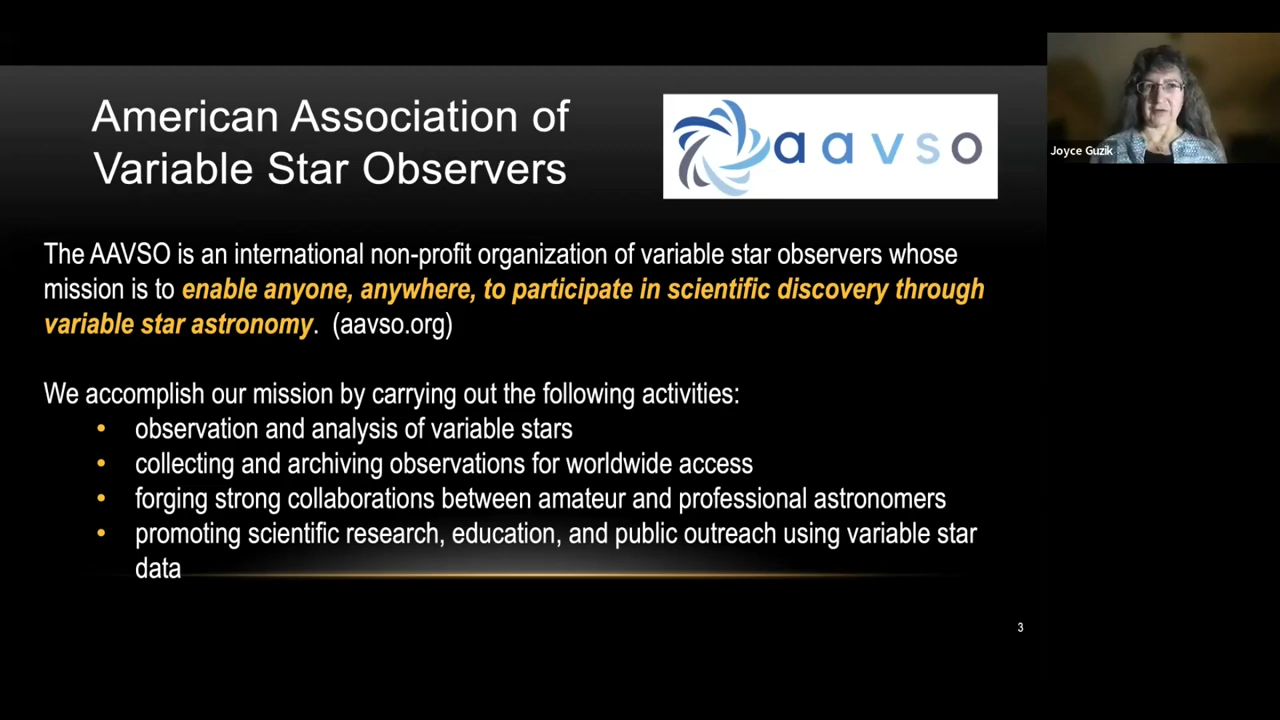 American Association of
Variable Star Observers
aavso
Joyce Guzik
The AAVSO is an international non-profit organization of variable star observers whose
mission is to enable anyone, anywhere, to participate in scientific discovery through
variable star astronomy. (aavso.org)
We accomplish our mission by carrying out the following activities:
• observation and analysis of variable stars
• collecting and archiving observations for worldwide access
• forging strong collaborations between amateur and professional astronomers
• promoting scientific research, education, and public outreach using variable star
data
3